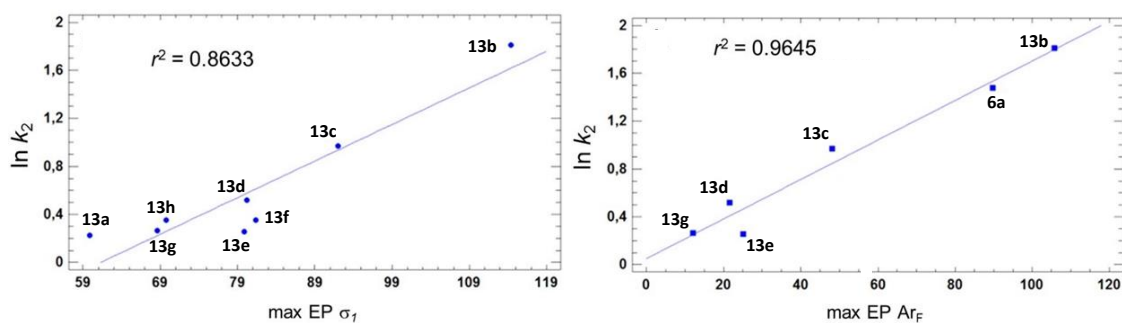 2
1,6
1.2
0.8
0,4
0
ln k2
r2 = 0.8633
13b
13c
13d
13a
13h
13f
13g
13e
59
69
79
89
99
109
119
max EP σ1
2
1,6
1,2
0,8
0,4
0
ln k2
r2 = 0.9645
13b
6a
13c
13d
13g
13e
0
20
40
60
80
100
120
max EP ArF